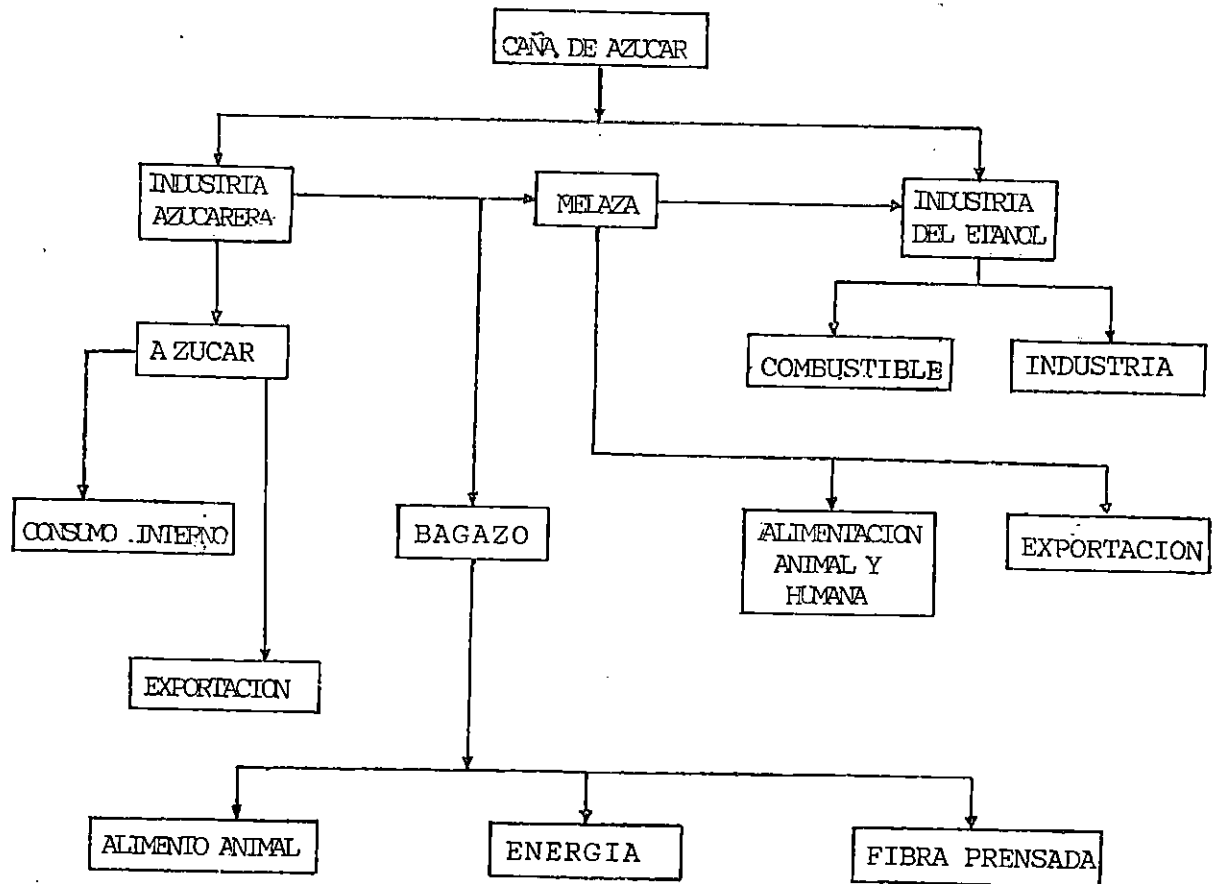 CAÑA DE AZUCAR
INDUSTRIA
AZUCARERA
MELAZA
INDUSTRIA
DEL ETANOL
AZUCAR
COMBUSTIBLE
INDUSTRIA
CONSUMO INTERNO
BAGAZO
ALIMENTACION
ANIMAL Y
HUMANA
EXPORTACION
EXPORTACION
ALIMENTO ANIMAL
ENERGIA
FIBRA PRENSADA